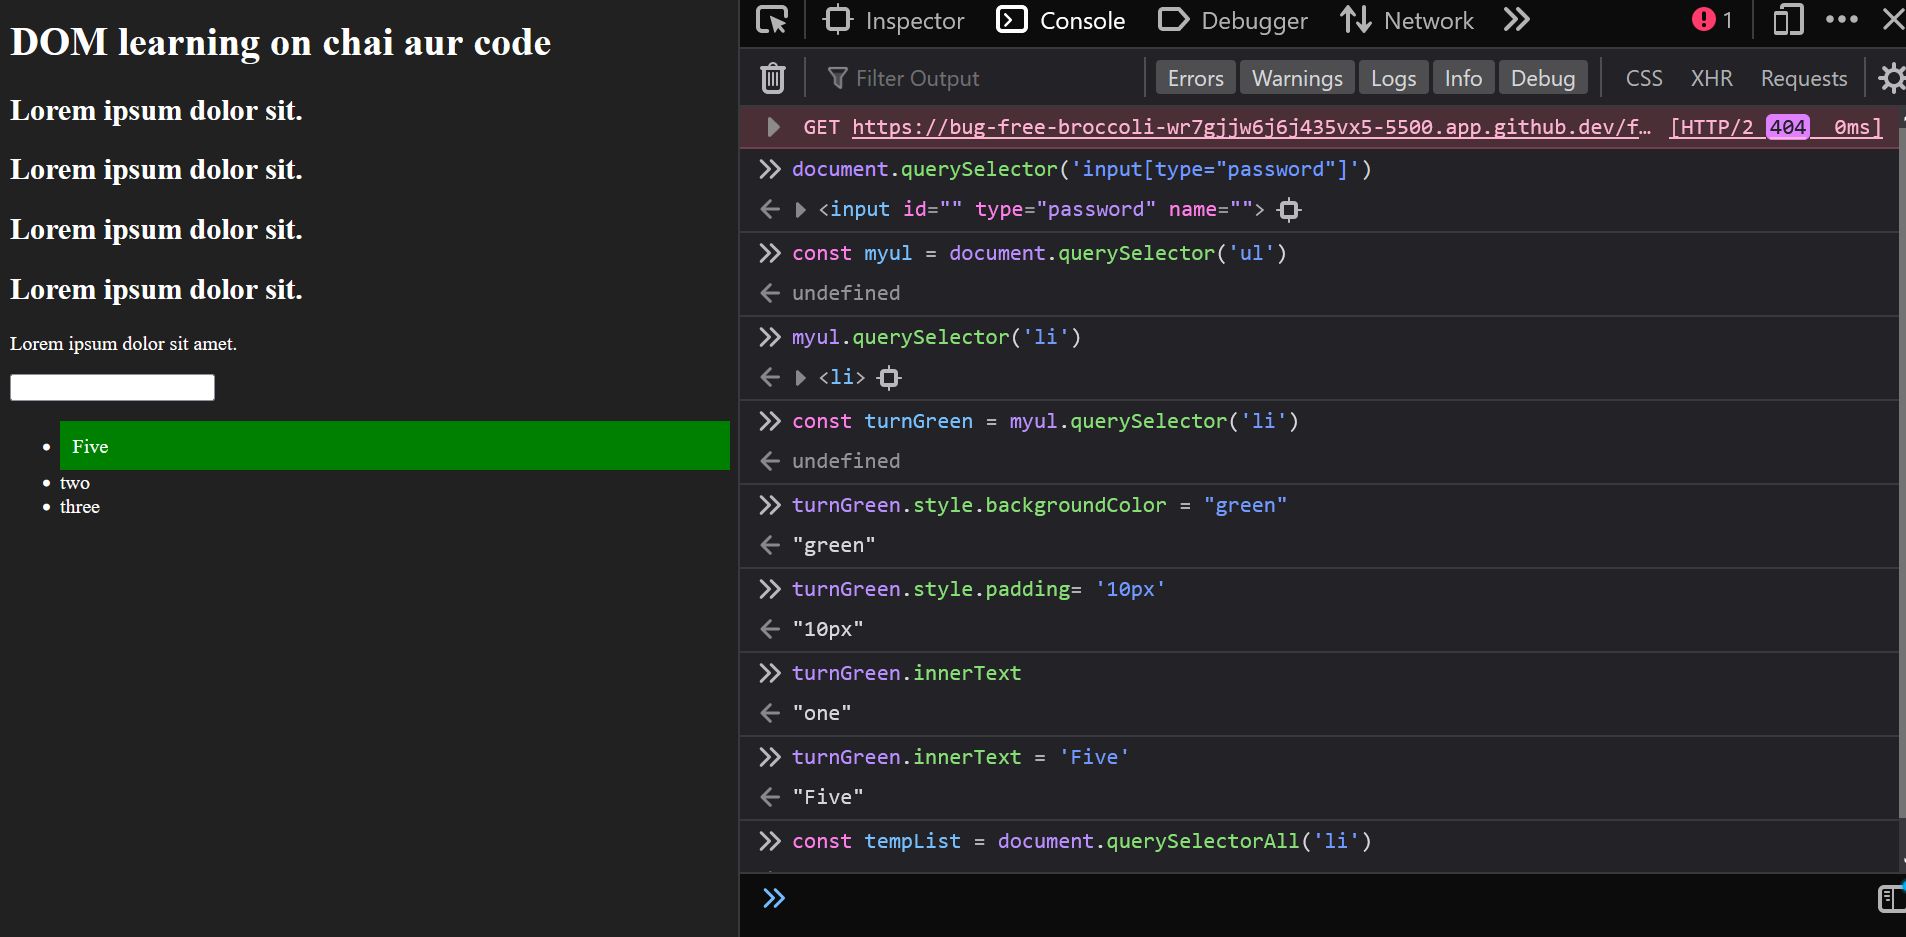 DOM learning on chai aur code
Lorem ipsum dolor sit.
Lorem ipsum dolor sit.
Lorem ipsum dolor sit.
Lorem ipsum dolor sit.
Lorem ipsum dolor sit amet.
• Five
• two
• three
Inspector Console Debugger Network 1
Filter Output Errors Warnings Logs Info Debug CSS XHR Requests
GET https://bug-free-broccoli-wr7gjjw6j6j435vx5-5500.app.github.dev/f… [HTTP/2 404 0ms]
document.querySelector('input[type="password"]')
<input id="" type="password" name="">
const myul = document.querySelector('ul')
undefined
myul.querySelector('li')
<li>
const turnGreen = myul.querySelector('li')
undefined
turnGreen.style.backgroundColor = "green"
"green"
turnGreen.style.padding= '10px'
"10px"
turnGreen.innerText
"one"
turnGreen.innerText = 'Five'
"Five"
const tempList = document.querySelectorAll('li')